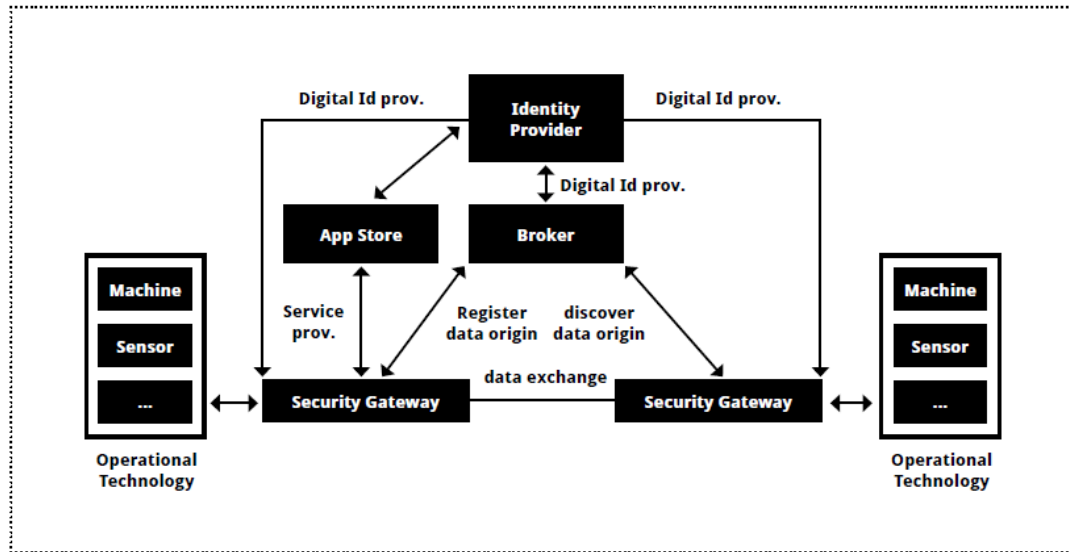 Digital Id prov.
Identity
Provider
Digital Id prov.
Digital Id prov.
App Store
Broker
Machine
Sensor
...
Operational
Technology
Service
prov.
Register
data origin
discover
data origin
data exchange
Security Gateway
Security Gateway
Machine
Sensor
...
Operational
Technology